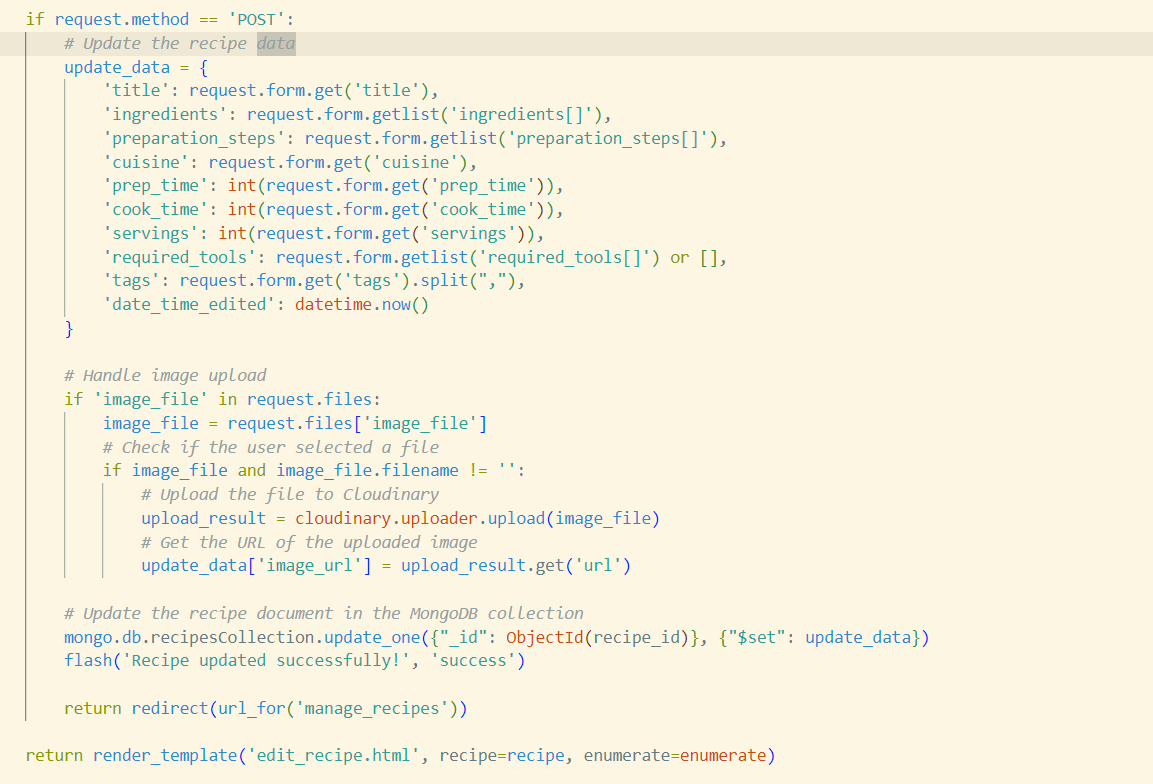 if request.method == 'POST':
    # Update the recipe data
    update_data = {
        'title': request.form.get('title'),
        'ingredients': request.form.getlist('ingredients[]'),
        'preparation_steps': request.form.getlist('preparation_steps[]'),
        'cuisine': request.form.get('cuisine'),
        'prep_time': int(request.form.get('prep_time')),
        'cook_time': int(request.form.get('cook_time')),
        'servings': int(request.form.get('servings')),
        'required_tools': request.form.getlist('required_tools[]') or [],
        'tags': request.form.get('tags').split(","),
        'date_time_edited': datetime.now()
    }
    # Handle image upload
    if 'image_file' in request.files:
        image_file = request.files['image_file']
        # Check if the user selected a file
        if image_file and image_file.filename != '':
            # Upload the file to Cloudinary
            upload_result = cloudinary.uploader.upload(image_file)
            # Get the URL of the uploaded image
            update_data['image_url'] = upload_result.get('url')
    # Update the recipe document in the MongoDB collection
    mongo.db.recipesCollection.update_one({"_id": ObjectId(recipe_id)}, {"$set": update_data})
    flash('Recipe updated successfully!', 'success')
    return redirect(url_for('manage_recipes'))
return render_template('edit_recipe.html', recipe=recipe, enumerate=enumerate)